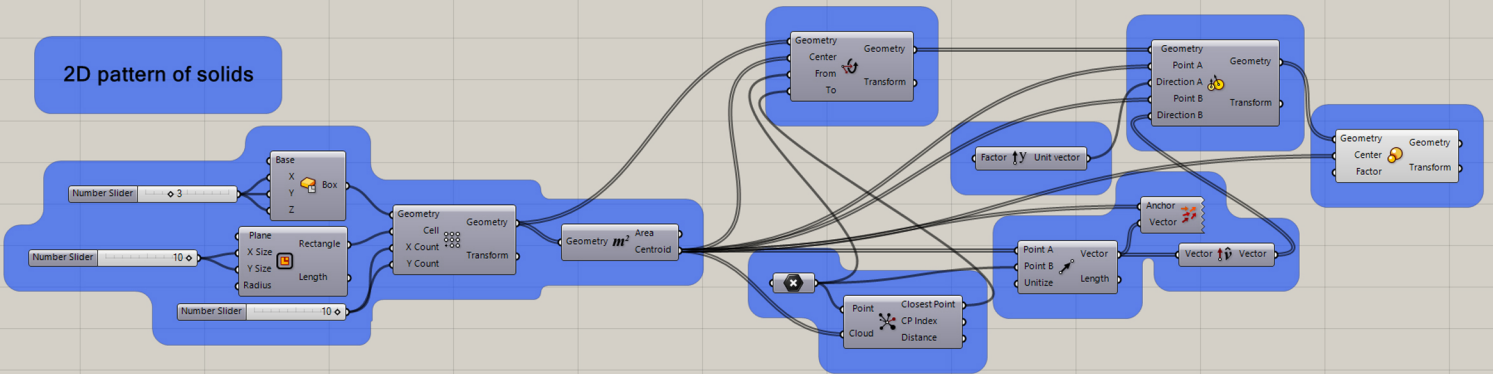 2D pattern of solids
Number Slider 3
Base
X
Y
Z
Box
Number Slider 10
Plane
X Size
Y Size
Radius
Rectangle
Length
Number Slider 10
Geometry
Cell
X Count
Y Count
Geometry
Transform
Geometry m²
Area
Centroid
Geometry
Center
From
To
Geometry
Transform
Point
Cloud
Closest Point
CP Index
Distance
Factor
Unit vector
Point A
Point B
Unitize
Vector
Length
Geometry
Point A
Direction A
Point B
Direction B
Geometry
Transform
Anchor
Vector
Vector
Vector
Geometry
Center
Factor
Geometry
Transform